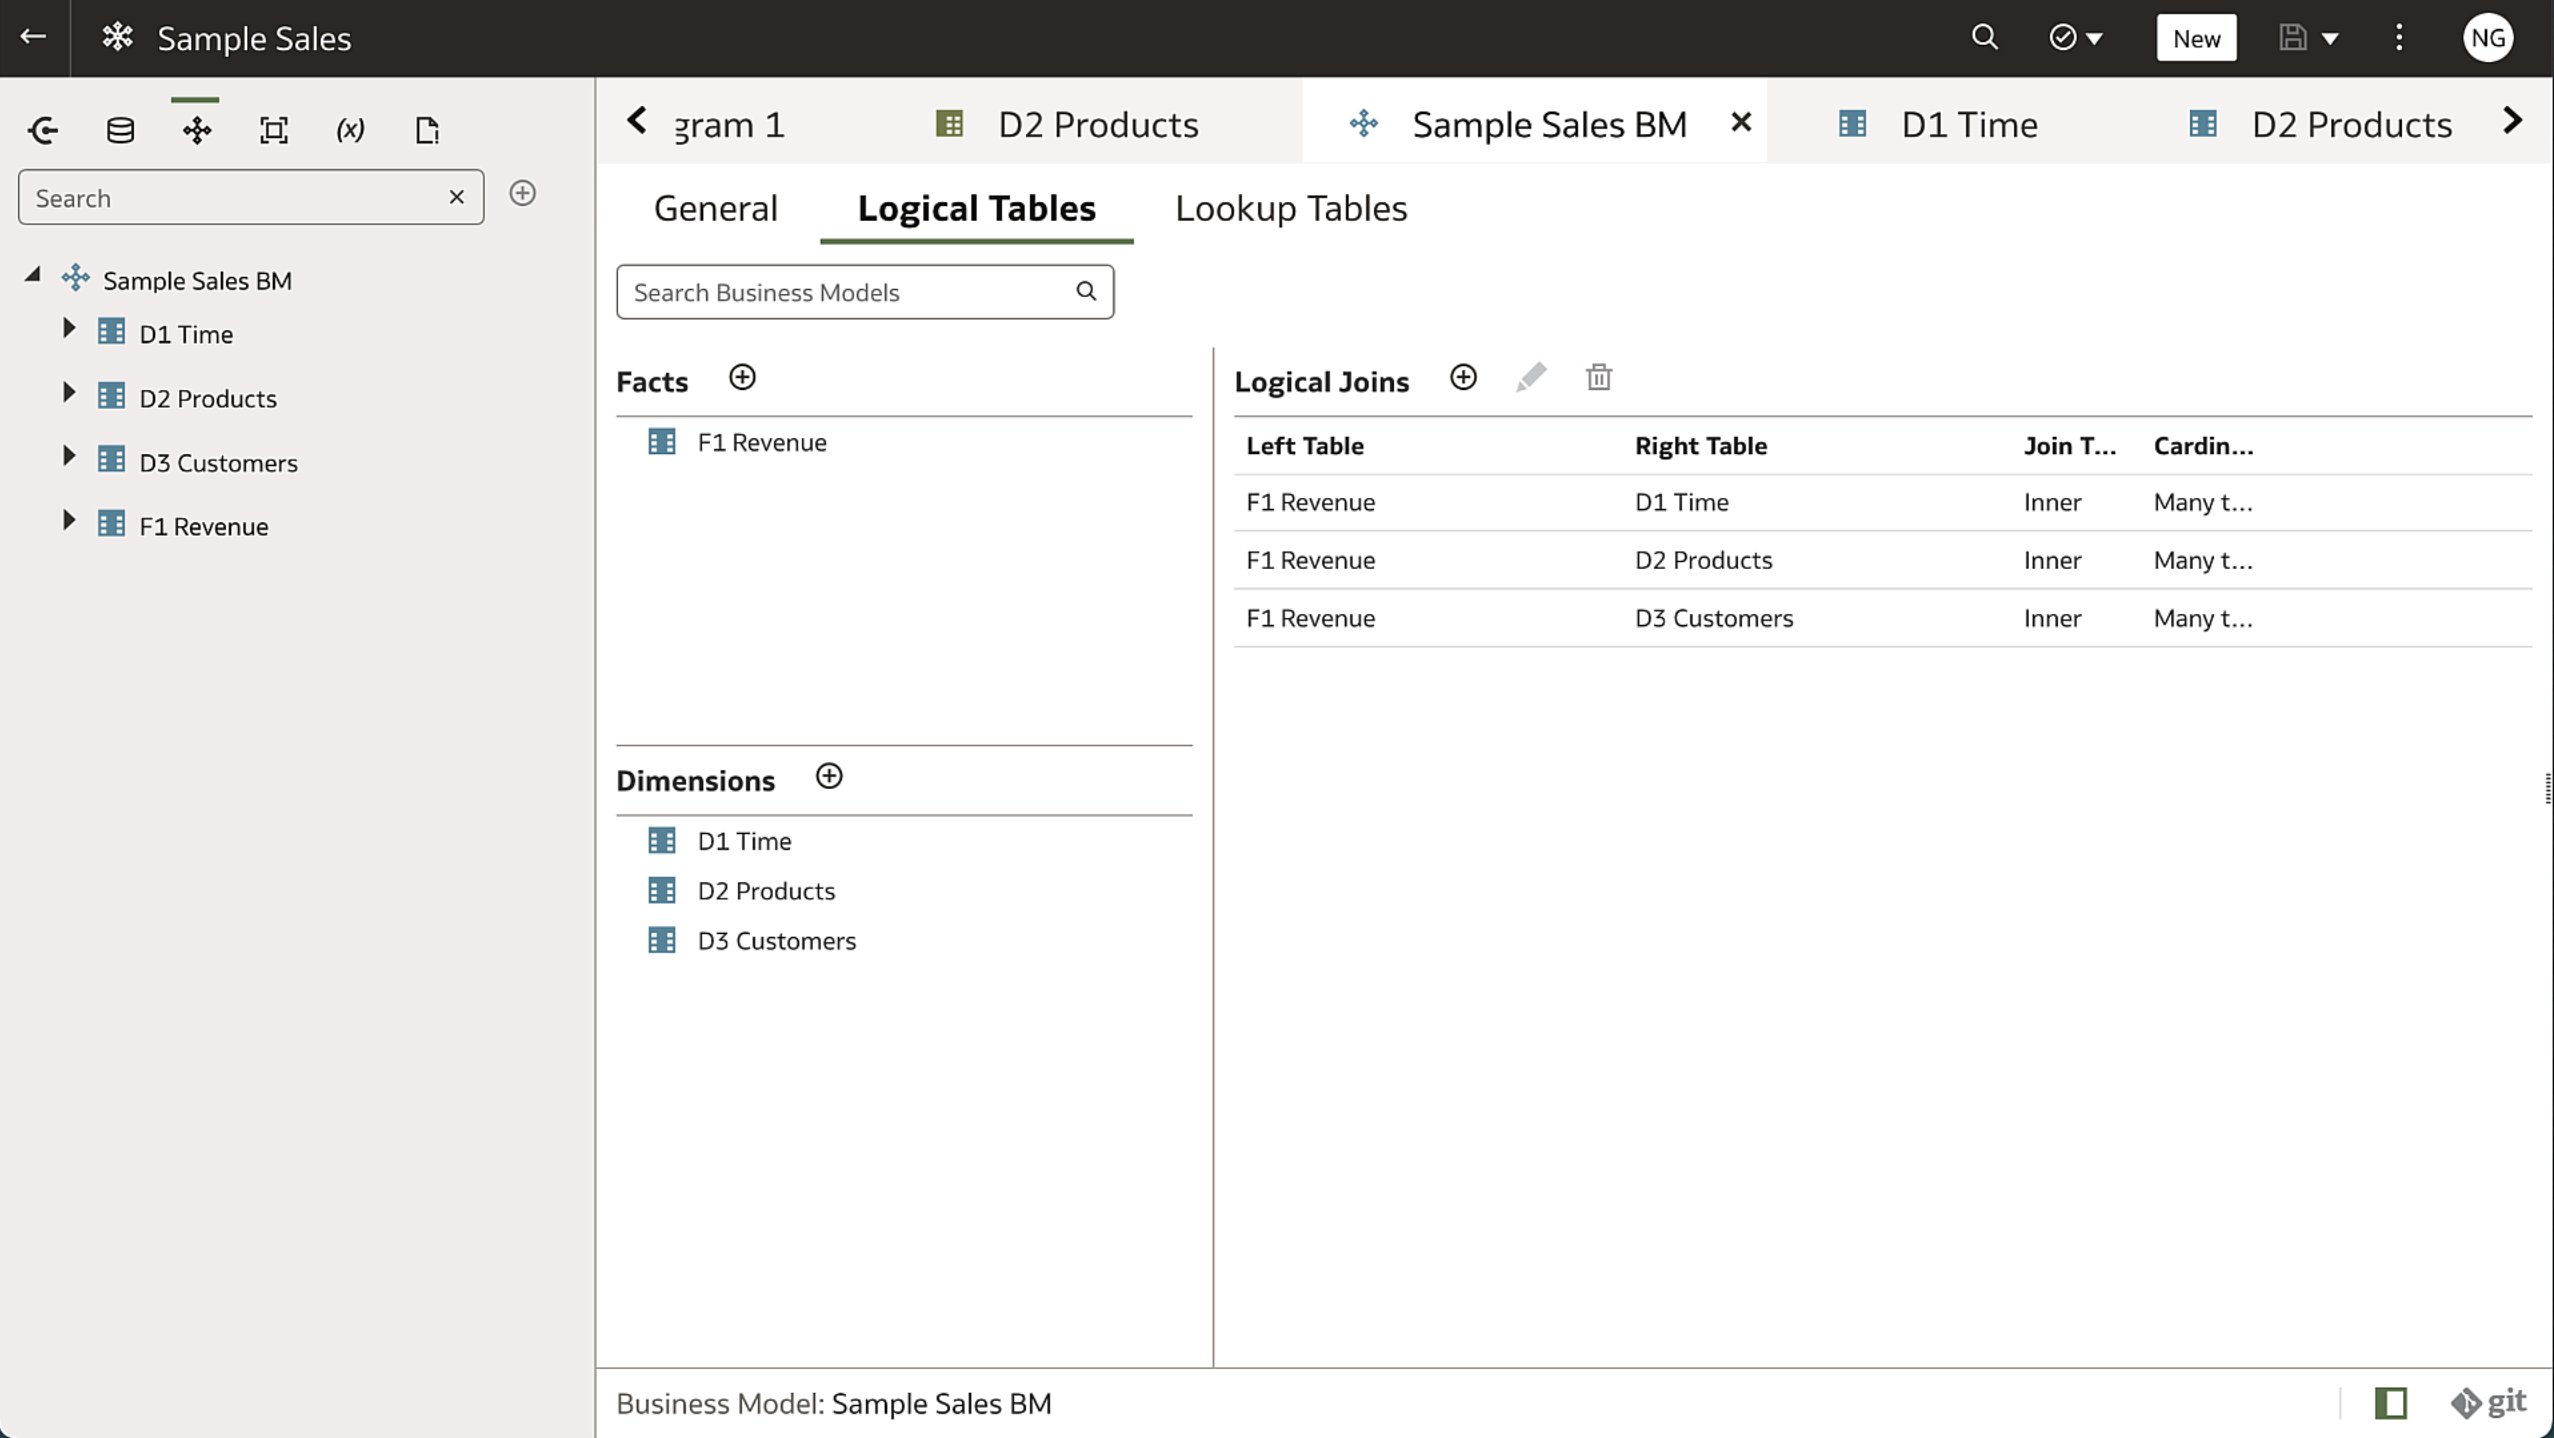 Sample Sales
New
NG
(x)
Search
Sample Sales BM
D1 Time
D2 Products
D3 Customers
F1 Revenue
gram 1
D2 Products
Sample Sales BM
D1 Time
D2 Products
General
Logical Tables
Lookup Tables
Search Business Models
Facts
F1 Revenue
Dimensions
D1 Time
D2 Products
D3 Customers
Logical Joins
Left Table Right Table Join T... Cardin...
F1 Revenue D1 Time Inner Many t...
F1 Revenue D2 Products Inner Many t...
F1 Revenue D3 Customers Inner Many t...
Business Model: Sample Sales BM
git